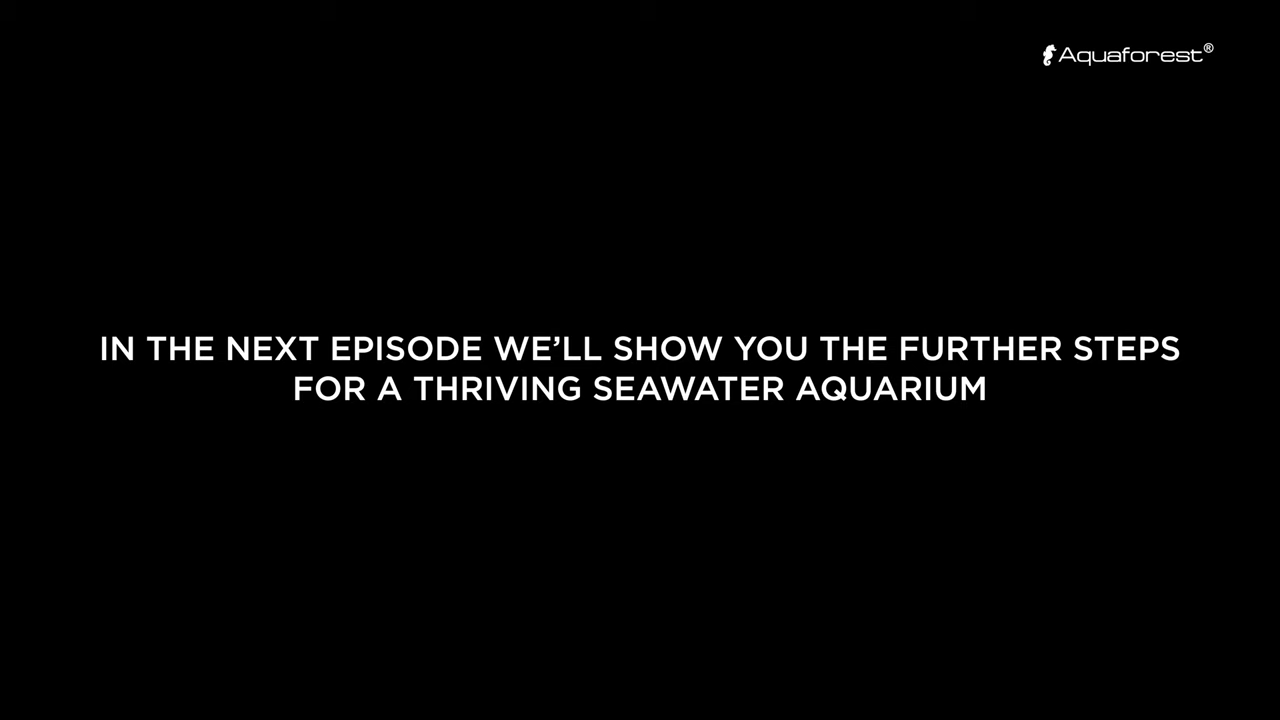 Aquaforest®
IN THE NEXT EPISODE WE’LL SHOW YOU THE FURTHER STEPS
FOR A THRIVING SEAWATER AQUARIUM